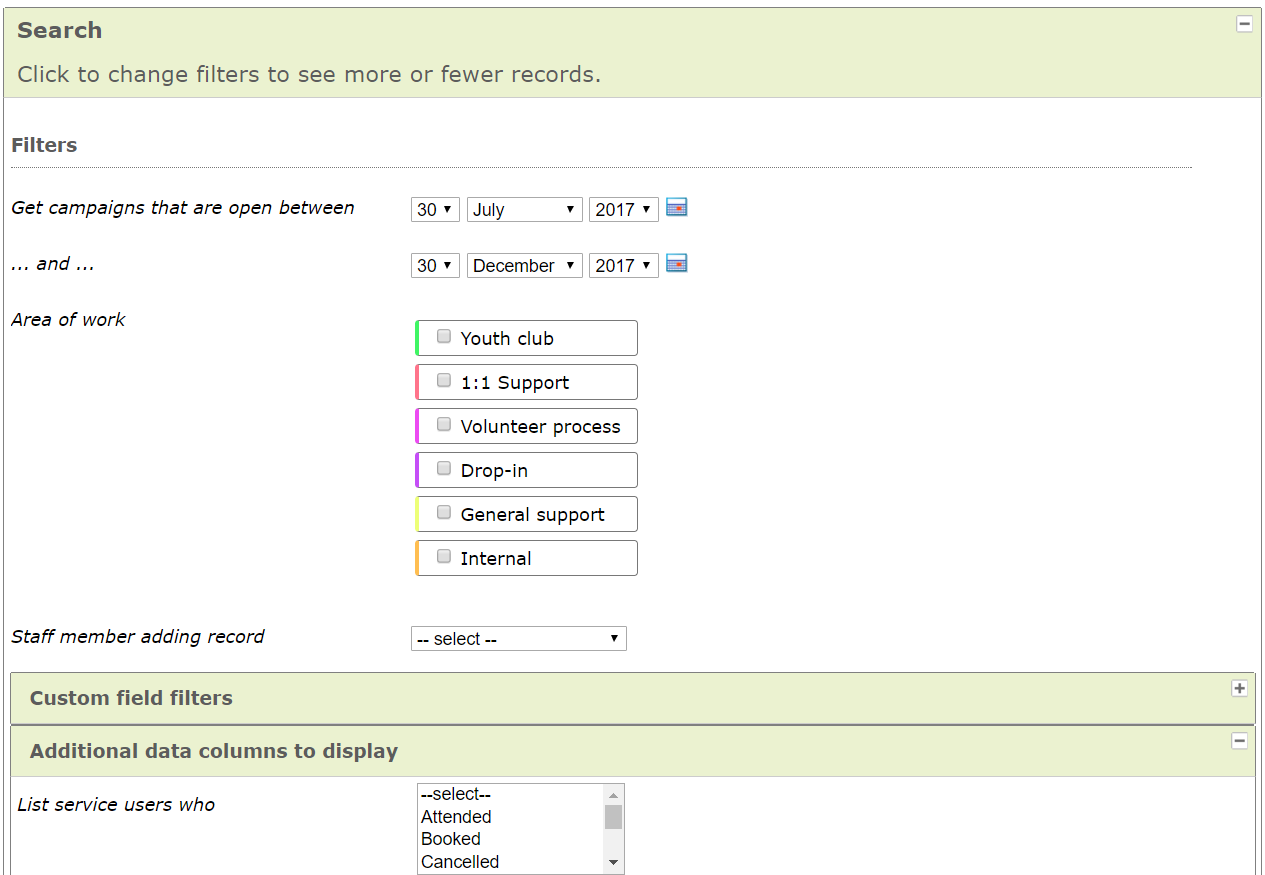 Search
Click to change filters to see more or fewer records.
Filters
Get campaigns that are open between 30 July 2017
... and ... 30 December 2017
Area of work
Youth club
1:1 Support
Volunteer process
Drop-in
General support
Internal
Staff member adding record -- select --
Custom field filters
Additional data columns to display
List service users who --select--
Attended
Booked
Cancelled